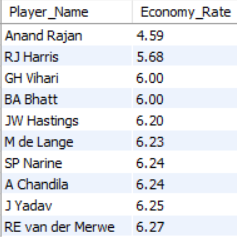 Player_Name Economy_Rate
Anand Rajan 4.59
RJ Harris 5.68
GH Vihari 6.00
BA Bhatt 6.00
JW Hastings 6.20
M de Lange 6.23
SP Narine 6.24
A Chandila 6.24
J Yadav 6.25
RE van der Merwe 6.27